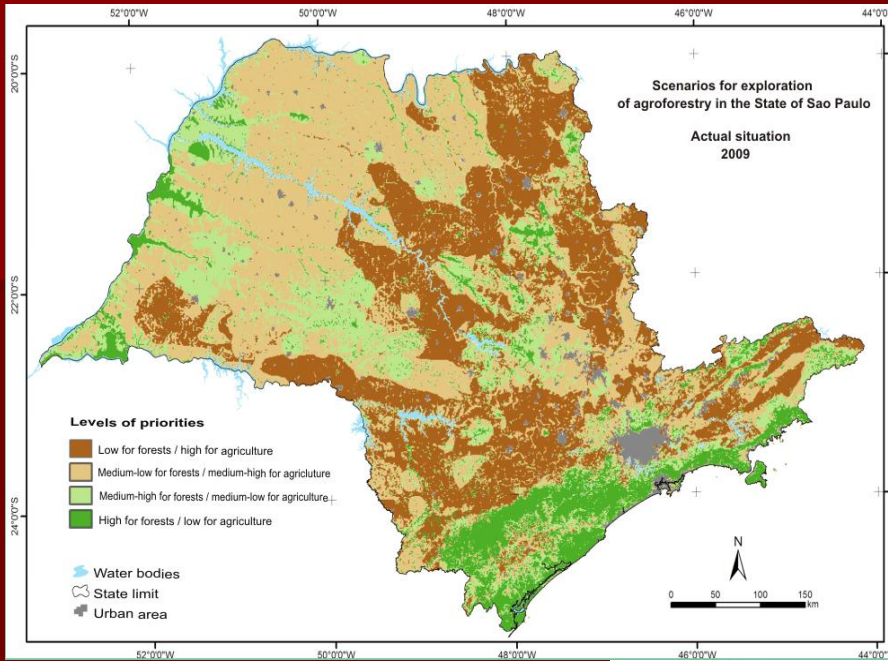 52°0'0"W 50°0'0"W 48°0'0"W 46°0'0"W 44°0'0"
20°0'0"S
22°0'0"S
24°0'0"S
Scenarios for exploration
of agroforestry in the State of Sao Paulo
Actual situation
2009
Levels of priorities
Low for forests / high for agriculture
Medium-low for forests / medium-high for agricluture
Medium-high for forests / medium-low for agriculture
High for forests / low for agriculture
Water bodies
State limit
Urban area
N
0 50 100 150
km
52°0'0"W 50°0'0"W 48°0'0"W 46°0'0"W 44°0'0